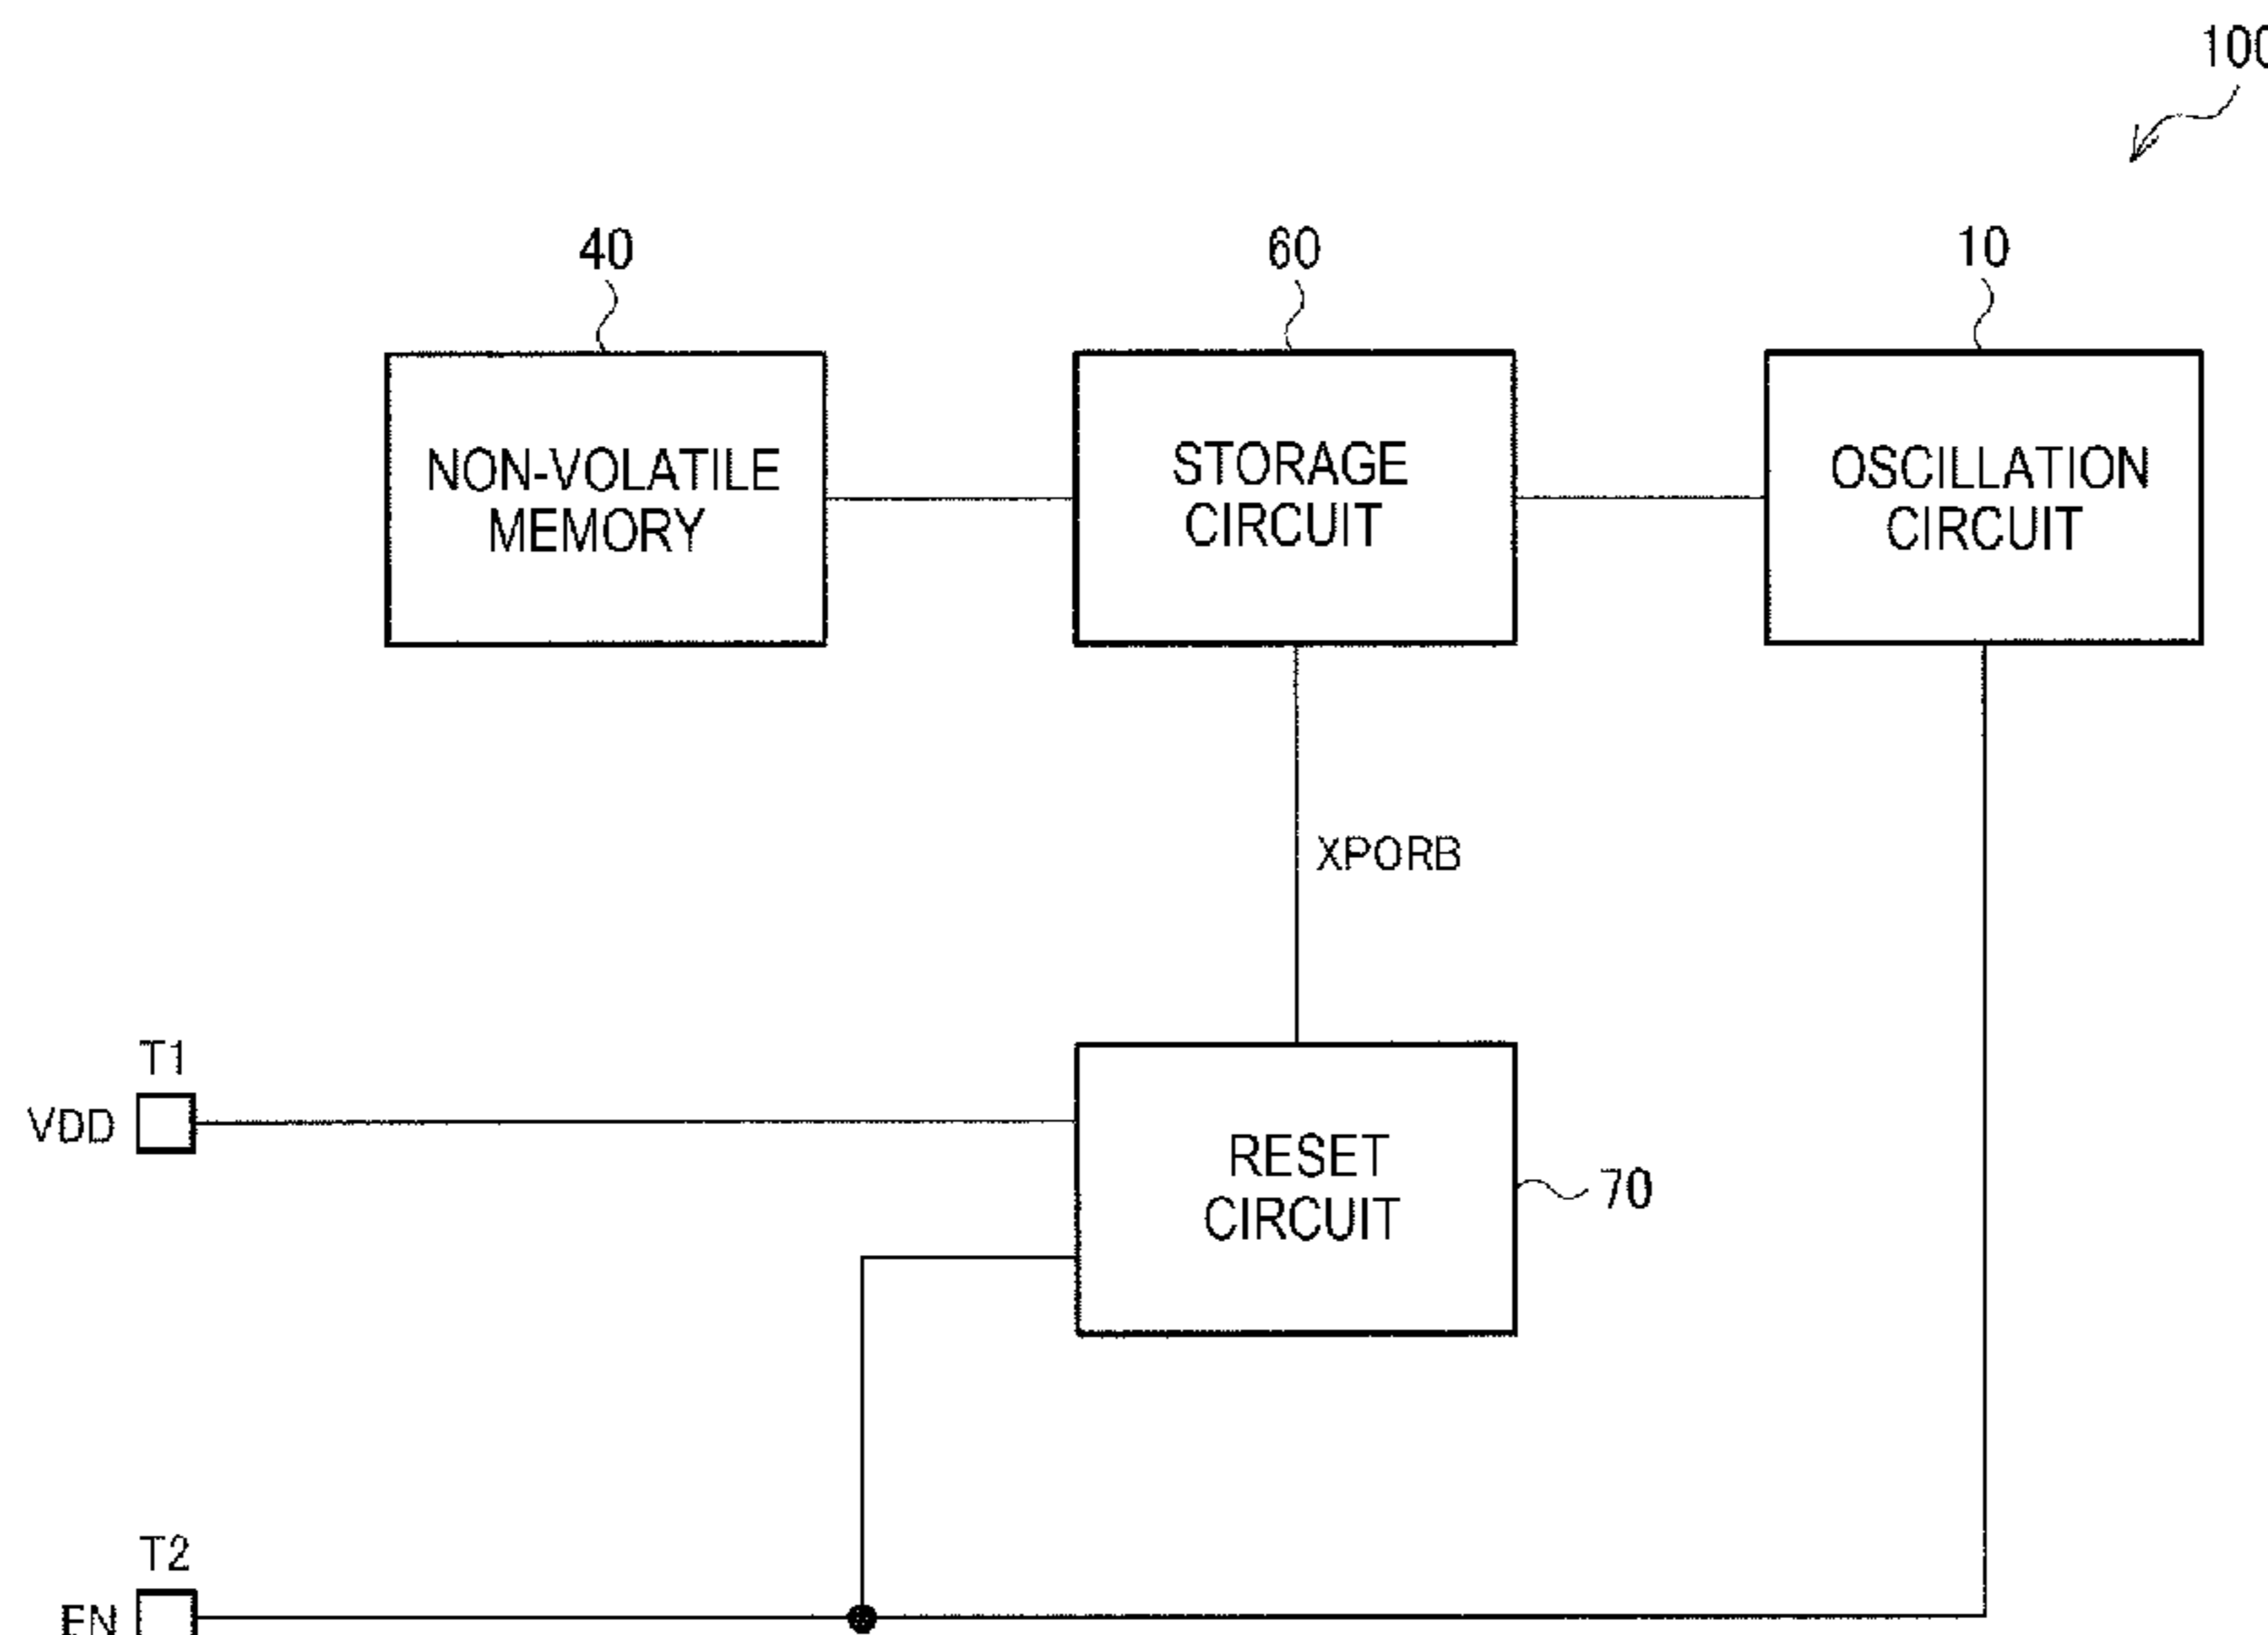 100
40
60
10
NON-VOLATILE
MEMORY
STORAGE
CIRCUIT
OSCILLATION
CIRCUIT
XPORB
T1
VDD
RESET
CIRCUIT
70
T2
EN